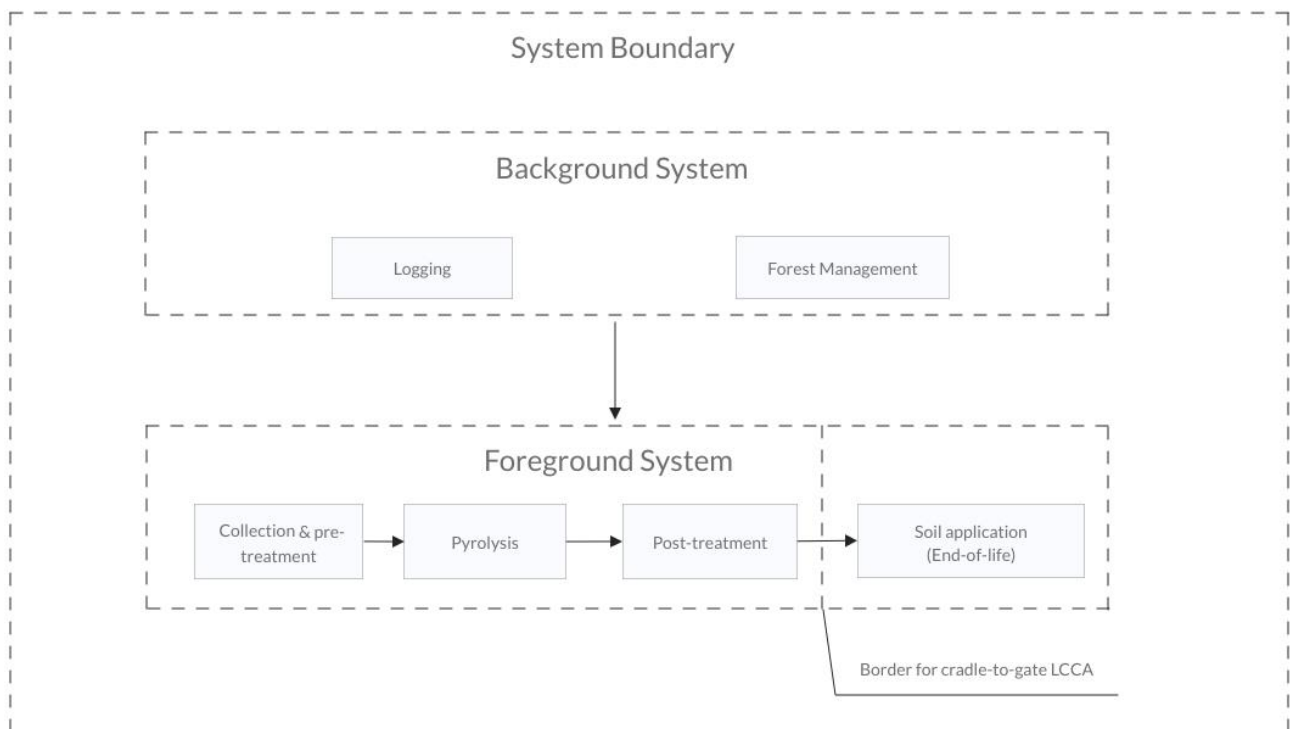 System Boundary
Background System
Logging
Forest Management
Foreground System
Collection & pre-
treatment
Pyrolysis
Post-treatment
Soil application
(End-of-life)
Border for cradle-to-gate LCCA